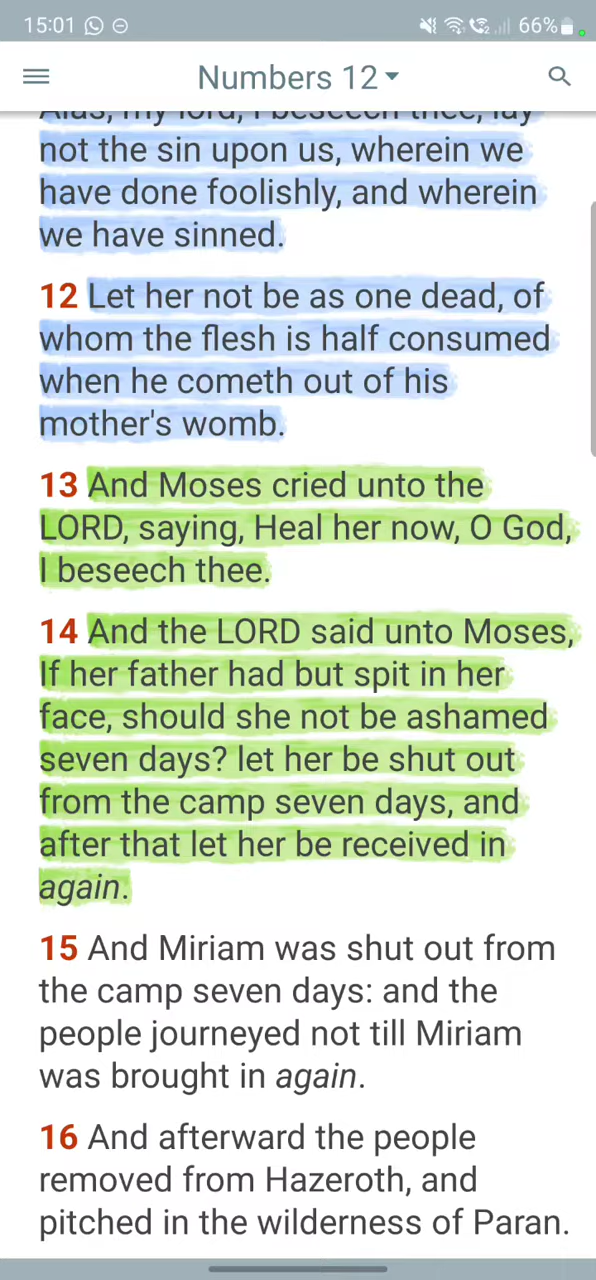 15:01 66%
Numbers 12
Alas, my lord, I beseech thee, lay
not the sin upon us, wherein we
have done foolishly, and wherein
we have sinned.
12 Let her not be as one dead, of
whom the flesh is half consumed
when he cometh out of his
mother's womb.
13 And Moses cried unto the
LORD, saying, Heal her now, O God,
I beseech thee.
14 And the LORD said unto Moses,
If her father had but spit in her
face, should she not be ashamed
seven days? let her be shut out
from the camp seven days, and
after that let her be received in
again.
15 And Miriam was shut out from
the camp seven days: and the
people journeyed not till Miriam
was brought in again.
16 And afterward the people
removed from Hazeroth, and
pitched in the wilderness of Paran.